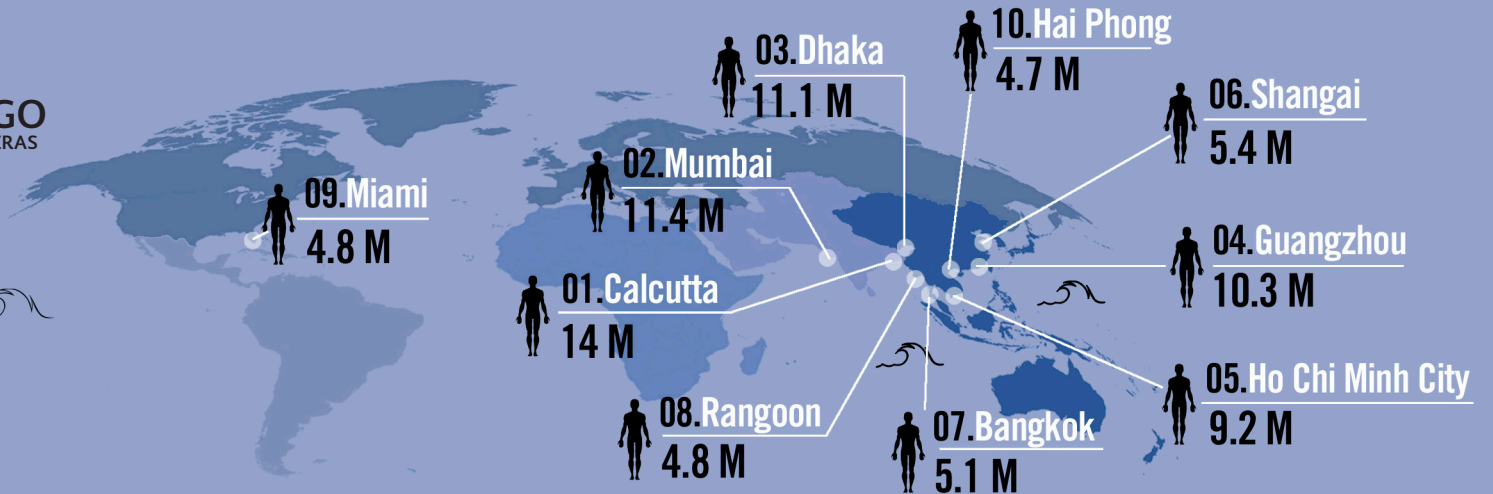 GO
RAS
01.Calcutta
14 M
02.Mumbai
11.4 M
03.Dhaka
11.1 M
04.Guangzhou
10.3 M
05.Ho Chi Minh City
9.2 M
06.Shangai
5.4 M
07.Bangkok
5.1 M
08.Rangoon
4.8 M
09.Miami
4.8 M
10.Hai Phong
4.7 M